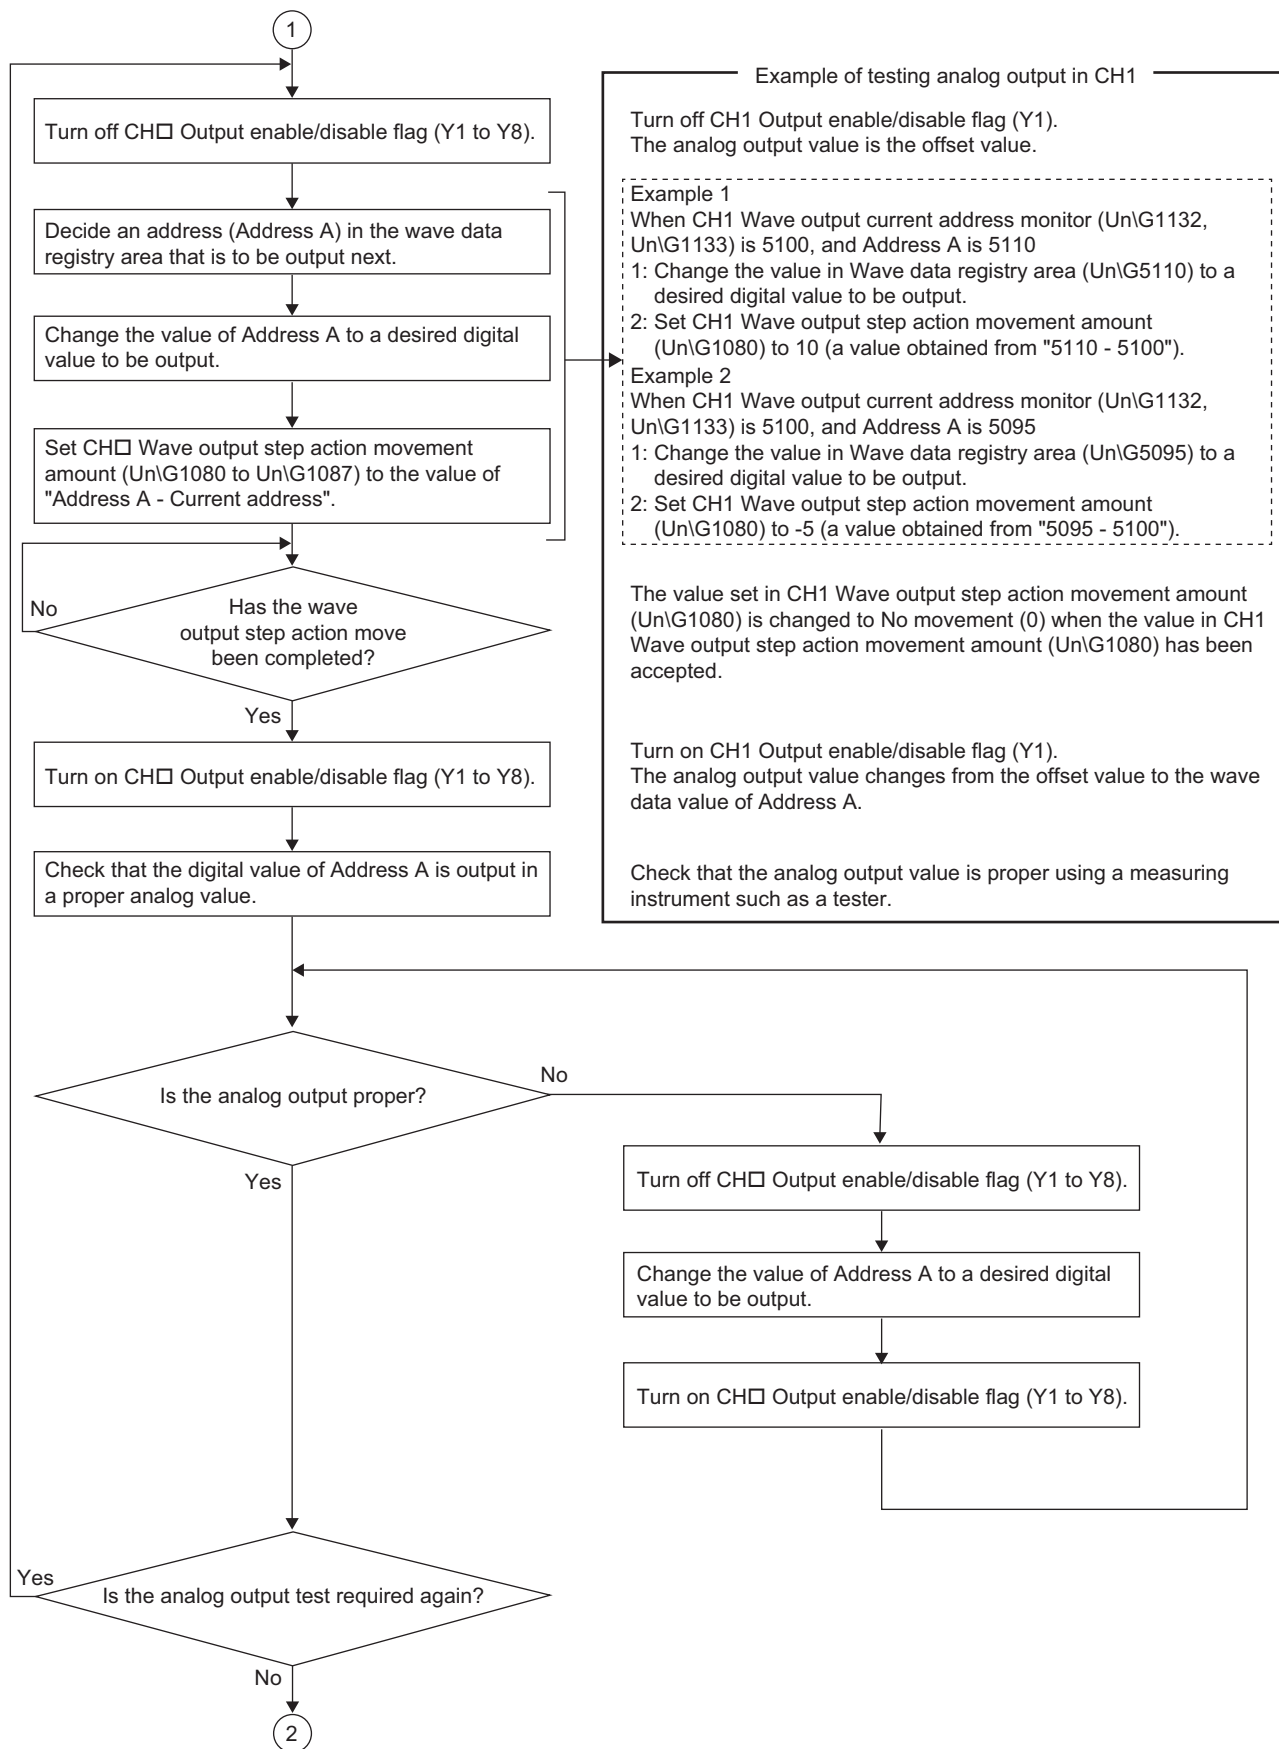 1
Turn off CH□ Output enable/disable flag (Y1 to Y8).
Decide an address (Address A) in the wave data
registry area that is to be output next.
Change the value of Address A to a desired digital
value to be output.
Set CH□ Wave output step action movement
amount (Un\G1080 to Un\G1087) to the value of
"Address A - Current address".
No
Has the wave
output step action move
been completed?
Yes
Turn on CH□ Output enable/disable flag (Y1 to Y8).
Check that the digital value of Address A is output in
a proper analog value.
Example of testing analog output in CH1
Turn off CH1 Output enable/disable flag (Y1).
The analog output value is the offset value.
Example 1
When CH1 Wave output current address monitor (Un\G1132,
Un\G1133) is 5100, and Address A is 5110
1: Change the value in Wave data registry area (Un\G5110) to a
desired digital value to be output.
2: Set CH1 Wave output step action movement amount
(Un\G1080) to 10 (a value obtained from "5110 - 5100").
Example 2
When CH1 Wave output current address monitor (Un\G1132,
Un\G1133) is 5100, and Address A is 5095
1: Change the value in Wave data registry area (Un\G5095) to a
desired digital value to be output.
2: Set CH1 Wave output step action movement amount
(Un\G1080) to -5 (a value obtained from "5095 - 5100").
The value set in CH1 Wave output step action movement amount
(Un\G1080) is changed to No movement (0) when the value in CH1
Wave output step action movement amount (Un\G1080) has been
accepted.
Turn on CH1 Output enable/disable flag (Y1).
The analog output value changes from the offset value to the wave
data value of Address A.
Check that the analog output value is proper using a measuring
instrument such as a tester.
Is the analog output proper?
No
Yes
Turn off CH□ Output enable/disable flag (Y1 to Y8).
Change the value of Address A to a desired digital
value to be output.
Turn on CH□ Output enable/disable flag (Y1 to Y8).
Yes
Is the analog output test required again?
No
2